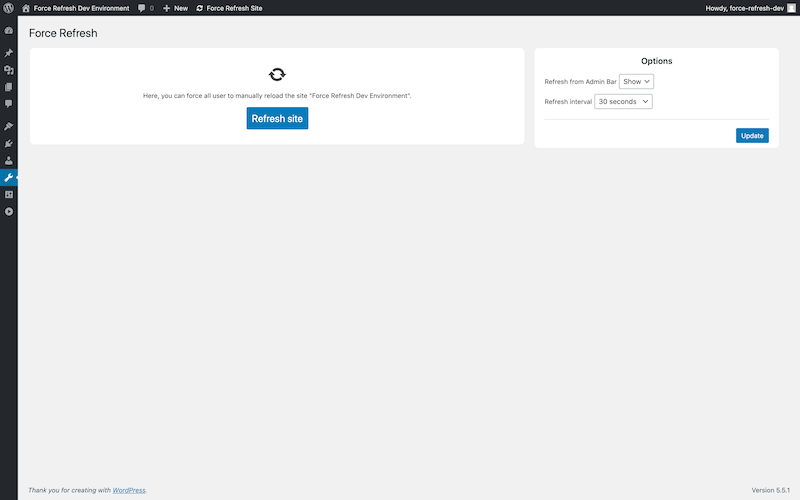 Force Refresh Dev Environment 0 New Force Refresh Site Howdy, force-refresh-dev
Force Refresh
Here, you can force all user to manually reload the site "Force Refresh Dev Environment".
Refresh site
Options
Refresh from Admin Bar Show
Refresh interval 30 seconds
Update
Thank you for creating with WordPress.
Version 5.5.1